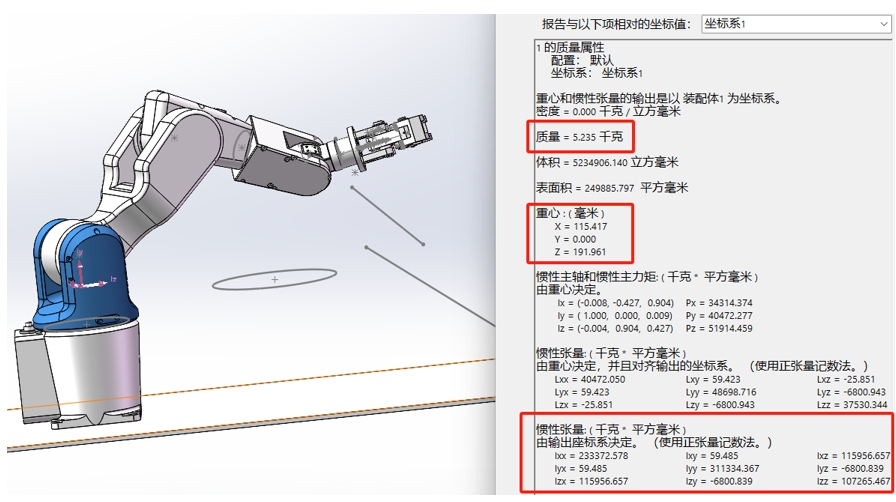 报告与以下项相对的坐标值： 坐标系1
1 的质量属性
配置： 默认
坐标系： 坐标系1
重心和惯性张量的输出是以 装配体1 为坐标系。
密度 = 0.000 千克 / 立方毫米
质量 = 5.235 千克
体积 = 5234906.140 立方毫米
表面积 = 249885.797 平方毫米
重心 : ( 毫米 )
X = 115.417
Y = 0.000
Z = 191.961
惯性主轴和惯性主力矩: ( 千克 * 平方毫米 )
由重心决定。
Ix = (-0.008, -0.427, 0.904) Px = 34314.374
Iy = ( 1.000, 0.000, 0.009) Py = 40472.277
Iz = (-0.004, 0.904, 0.427) Pz = 51914.459
惯性张量: ( 千克 * 平方毫米 )
由重心决定，并且对齐输出的坐标系。 （使用正张量记数法。）
Lxx = 40472.050 Lxy = 59.423 Lxz = -25.851
Lyx = 59.423 Lyy = 48698.716 Lyz = -6800.943
Lzx = -25.851 Lzy = -6800.943 Lzz = 37530.344
惯性张量: ( 千克 * 平方毫米 )
由输出座标系决定。 （使用正张量记数法。）
Ixx = 233372.578 Ixy = 59.485 Ixz = 115956.657
Iyx = 59.485 Iyy = 311334.367 Iyz = -6800.839
Izx = 115956.657 Izy = -6800.839 Izz = 107265.467